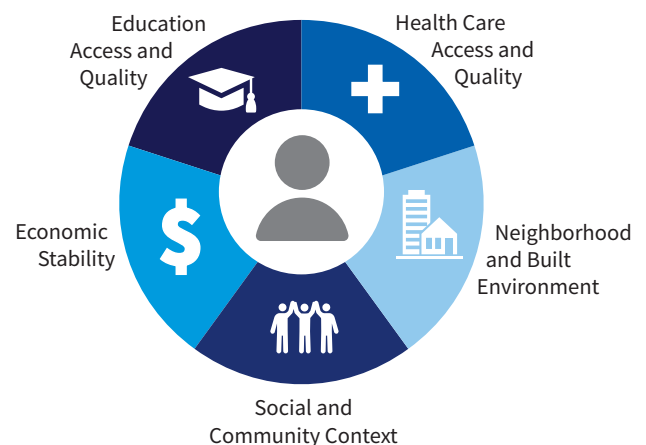 Education
Access and
Quality
Health Care
Access and
Quality
Economic
Stability
$
Neighborhood
and Built
Environment
Social and
Community Context